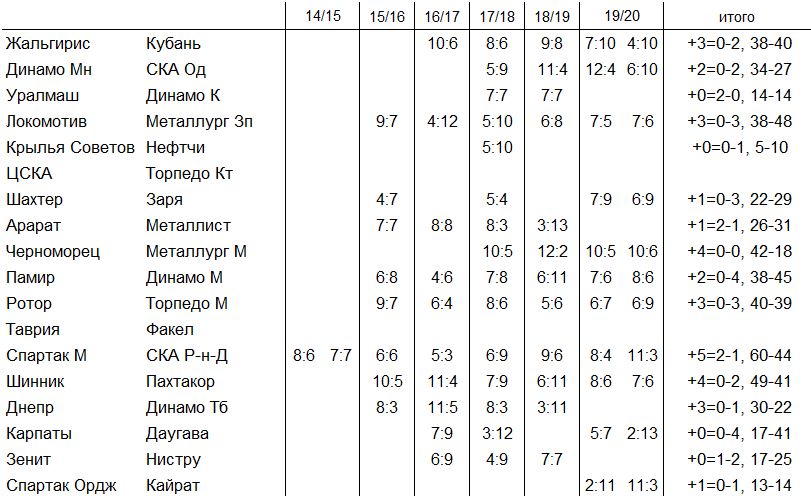 14/15 15/16 16/17 17/18 18/19 19/20 итого
Жальгирис Кубань 10:6 8:6 9:8 7:10 4:10 +3=0-2, 38-40
Динамо Мн СКА Од 5:9 11:4 12:4 6:10 +2=0-2, 34-27
Уралмаш Динамо К 7:7 7:7 +0=2-0, 14-14
Локомотив Металлург Зп 9:7 4:12 5:10 6:8 7:5 7:6 +3=0-3, 38-48
Крылья Советов Нефтчи 5:10 +0=0-1, 5-10
ЦСКА Торпедо Кт
Шахтер Заря 4:7 5:4 7:9 6:9 +1=0-3, 22-29
Арарат Металлист 7:7 8:8 8:3 3:13 +1=2-1, 26-31
Черноморец Металлург М 10:5 12:2 10:5 10:6 +4=0-0, 42-18
Памир Динамо М 6:8 4:6 7:8 6:11 7:6 8:6 +2=0-4, 38-45
Ротор Торпедо М 9:7 6:4 8:6 5:6 6:7 6:9 +3=0-3, 40-39
Таврия Факел
Спартак М СКА Р-н-Д 8:6 7:7 6:6 5:3 6:9 9:6 8:4 11:3 +5=2-1, 60-44
Шинник Пахтакор 10:5 11:4 7:9 6:11 8:6 7:6 +4=0-2, 49-41
Днепр Динамо Тб 8:3 11:5 8:3 3:11 +3=0-1, 30-22
Карпаты Даугава 7:9 3:12 5:7 2:13 +0=0-4, 17-41
Зенит Нистру 6:9 4:9 7:7 +0=1-2, 17-25
Спартак Ордж Кайрат 2:11 11:3 +1=0-1, 13-14